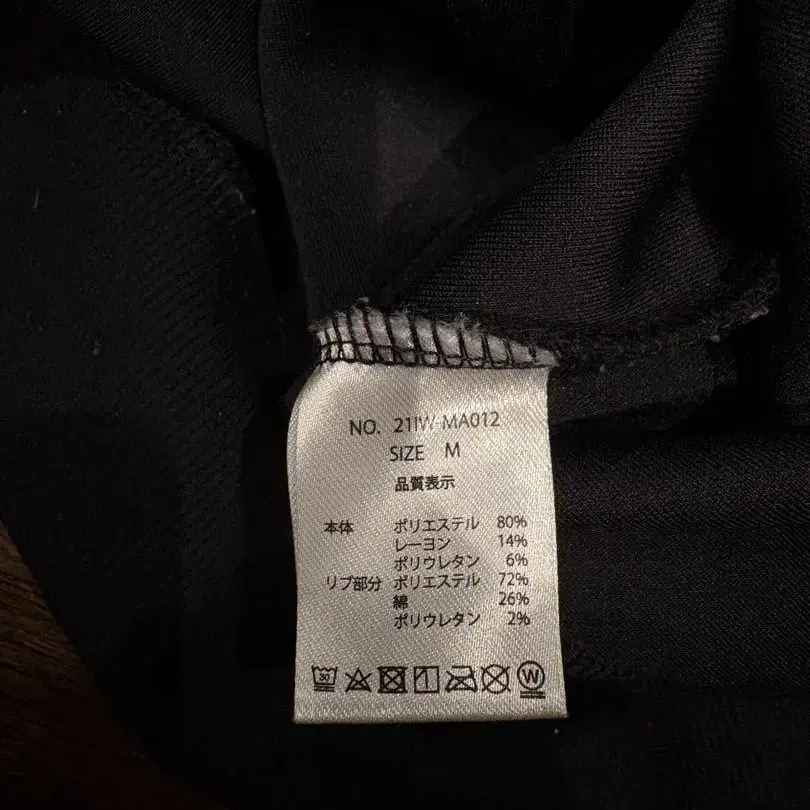 NO. 21IW-MA012
SIZE M
品質表示
本体 ポリエステル 80%
レーヨン 14%
ポリウレタン 6%
リブ部分 ポリエステル 72%
綿 26%
ポリウレタン 2%
30 W